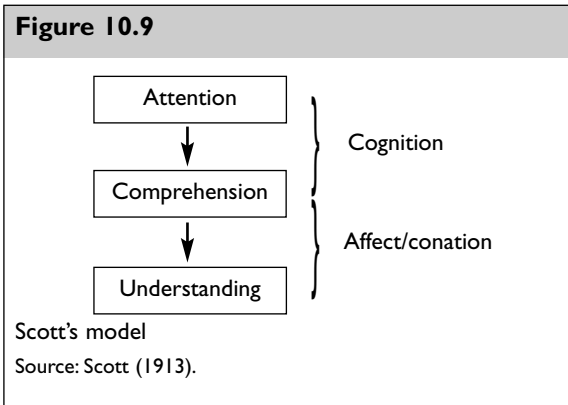 Figure 10.9
Attention
Cognition
Comprehension
Affect/conation
Understanding
Scott's model
Source: Scott (1913).